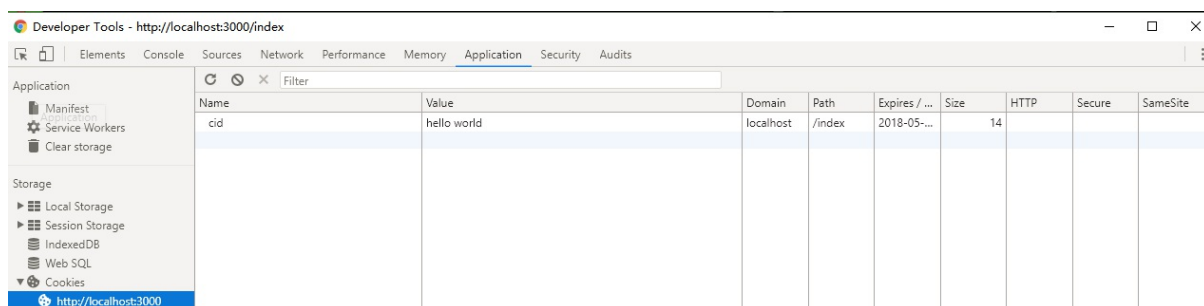 Developer Tools - http://localhost:3000/index
Elements Console Sources Network Performance Memory Application Security Audits
Application
Filter
Name Value Domain Path Expires / ... Size HTTP Secure SameSite
Manifest
cid hello world localhost /index 2018-05-... 14
Application
Service Workers
Clear storage
Storage
Local Storage
Session Storage
IndexedDB
Web SQL
Cookies
http://localhost:3000